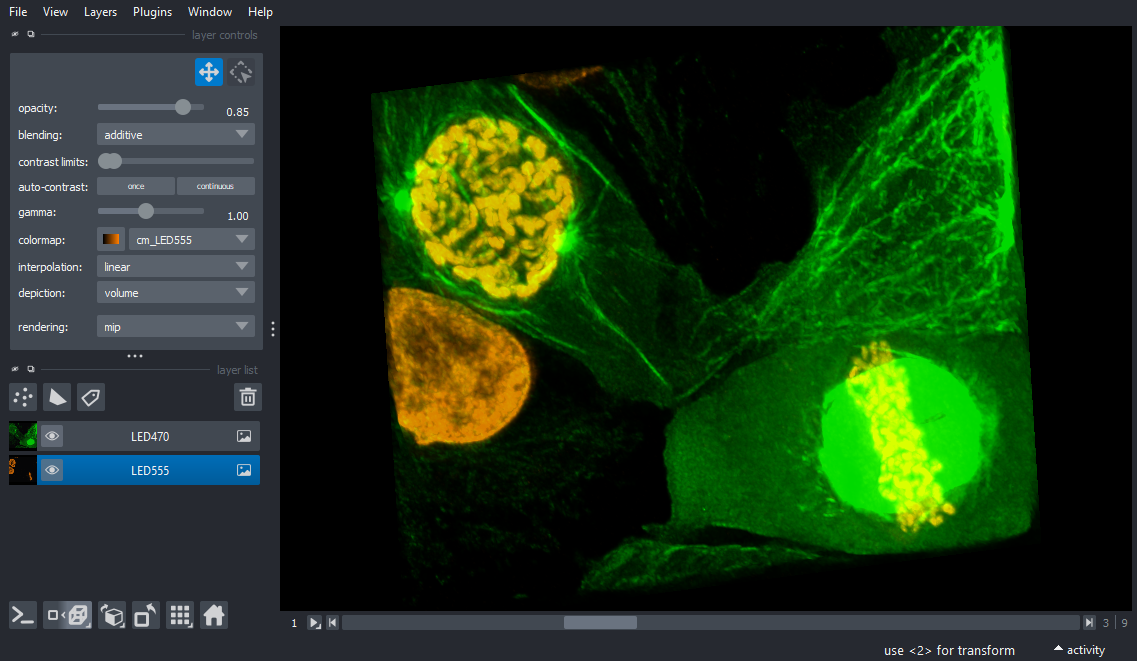 File View Layers Plugins Window Help
layer controls
opacity: 0.85
blending: additive
contrast limits:
auto-contrast: once continuous
gamma: 1.00
colormap: cm_LED555
interpolation: linear
depiction: volume
rendering: mip
layer list
LED470
LED555
1 3 9
use <2> for transform activity